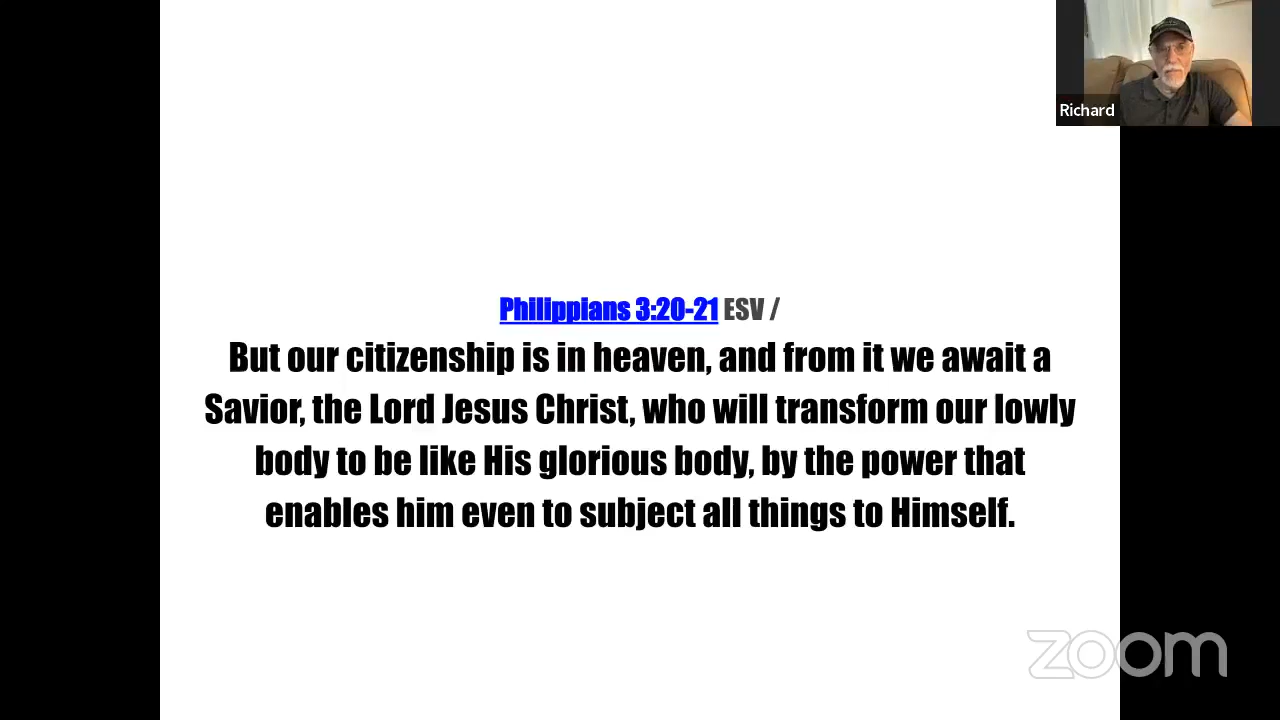 Richard
Philippians 3:20-21 ESV /
But our citizenship is in heaven, and from it we await a
Savior, the Lord Jesus Christ, who will transform our lowly
body to be like His glorious body, by the power that
enables him even to subject all things to Himself.
zoom